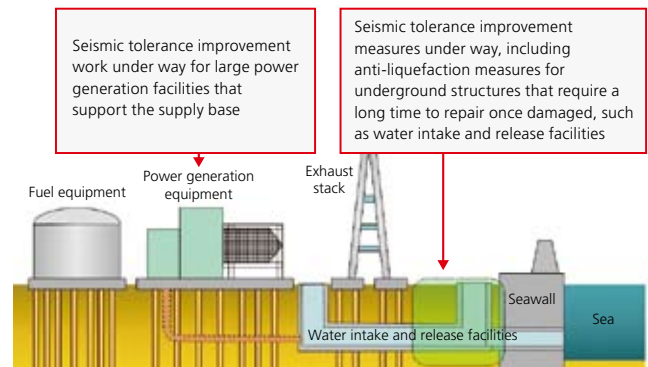 Seismic tolerance improvement
work under way for large power
generation facilities that
support the supply base
Seismic tolerance improvement
measures under way, including
anti-liquefaction measures for
underground structures that require a
long time to repair once damaged, such
as water intake and release facilities
Fuel equipment
Power generation
equipment
Exhaust
stack
Seawall
Sea
Water intake and release facilities